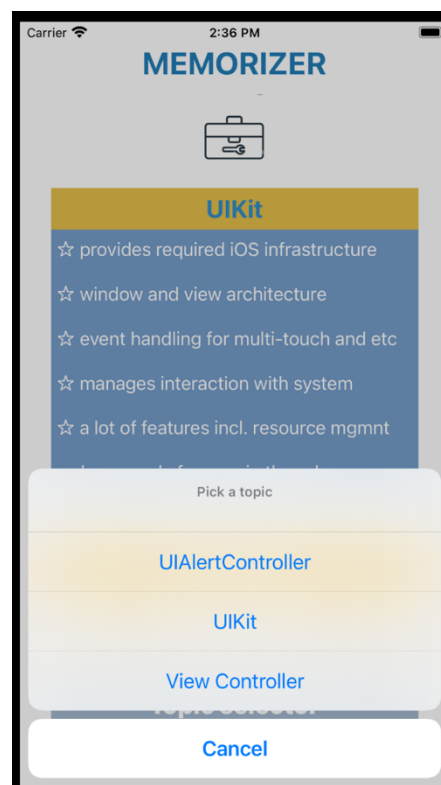 Carrier 2:36 PM
MEMORIZER
UIKit
☆ provides required iOS infrastructure
☆ window and view architecture
☆ event handling for multi-touch and etc
☆ manages interaction with system
☆ a lot of features incl. resource mgmnt
Pick a topic
UIAlertController
UIKit
View Controller
Topic selector
Cancel